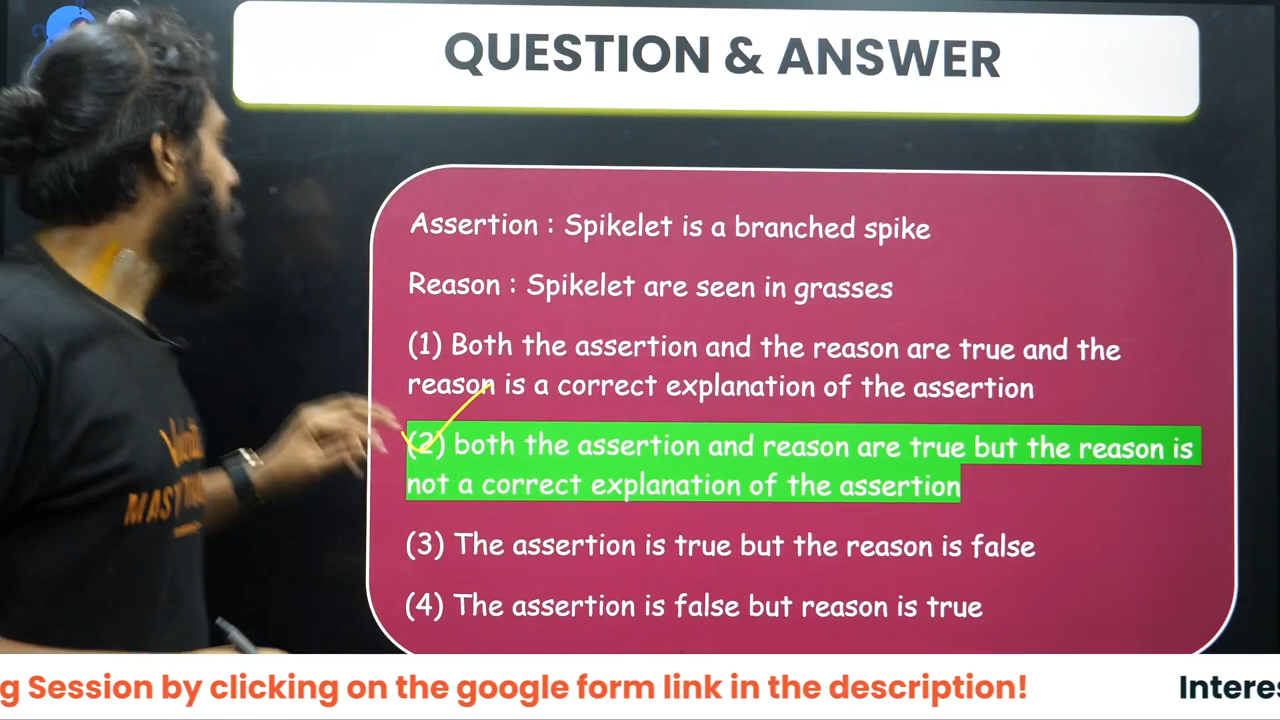 QUESTION & ANSWER
Assertion : Spikelet is a branched spike
Reason : Spikelet are seen in grasses
(1) Both the assertion and the reason are true and the
reason is a correct explanation of the assertion
(2) both the assertion and reason are true but the reason is
not a correct explanation of the assertion
(3) The assertion is true but the reason is false
(4) The assertion is false but reason is true
g Session by clicking on the google form link in the description!
Interes